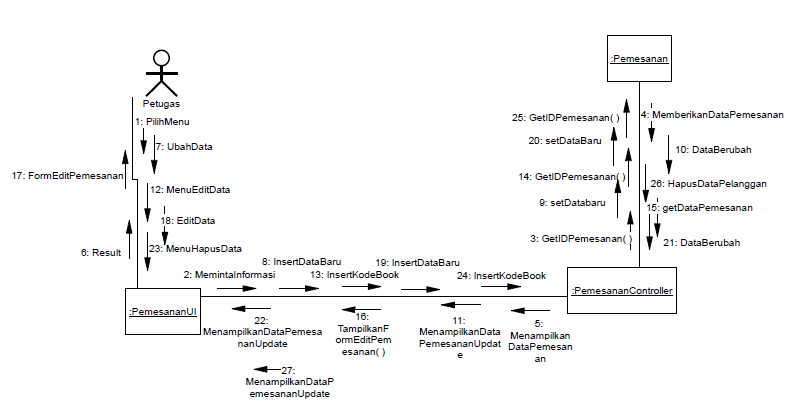 :Pemesanan
Petugas
1: PilihMenu
7: UbahData
17: FormEditPemesanan
12: MenuEditData
18: EditData
6: Result
23: MenuHapusData
25: GetIDPemesanan( )
4: MemberikanDataPemesanan
20: setDataBaru
10: DataBerubah
14: GetIDPemesanan( )
26: HapusDataPelanggan
9: setDatabaru
15: getDataPemesanan
3: GetIDPemesanan( )
21: DataBerubah
2: MemintaInformasi
8: InsertDataBaru
13: InsertKodeBook
19: InsertDataBaru
24: InsertKodeBook
:PemesananUI
:PemesananController
22:
MenampilkanDataPemesa
nanUpdate
16:
TampilkanF
ormEditPem
esanan( )
11:
MenampilkanData
PemesananUpdat
e
5:
Menampilkan
DataPemesan
an
27:
MenampilkanDataP
emesananUpdate